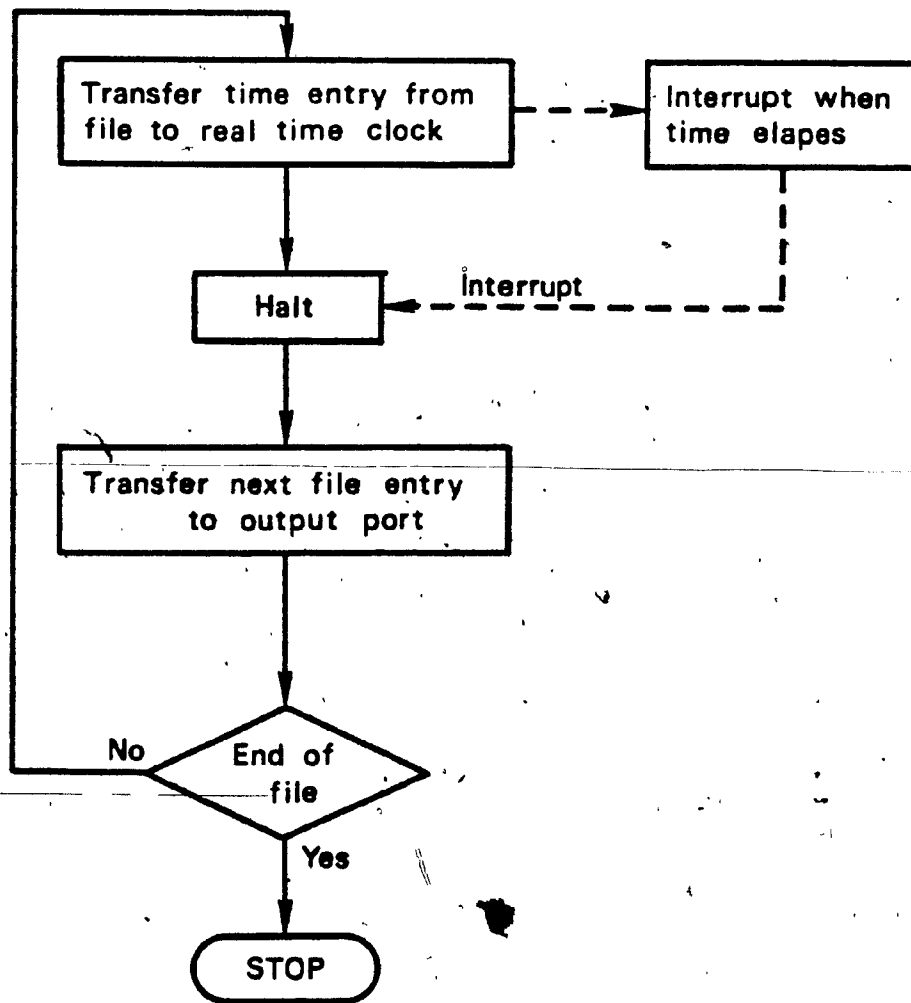 Transfer time entry from
file to real time clock
Interrupt when
time elapses
Interrupt
Halt
Transfer next file entry
to output port
No
End of
file
Yes
STOP